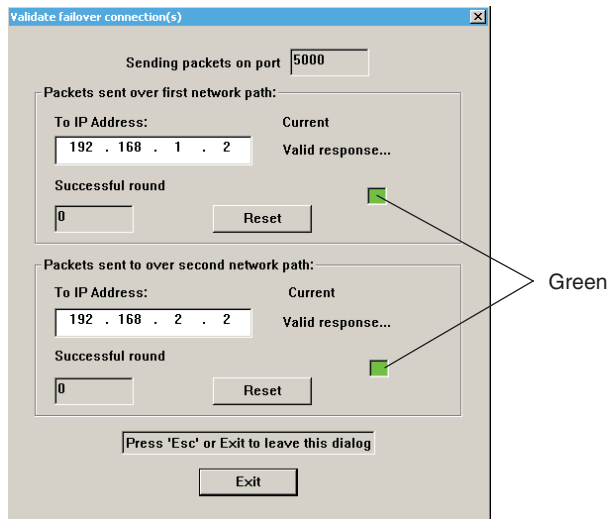 Validate failover connection(s)
Sending packets on port 5000
Packets sent over first network path:
To IP Address: Current
192 . 168 . 1 . 2 Valid response...
Successful round
0 Reset
Packets sent to over second network path:
To IP Address: Current
192 . 168 . 2 . 2 Valid response...
Successful round
0 Reset
Green
Press 'Esc' or Exit to leave this dialog
Exit